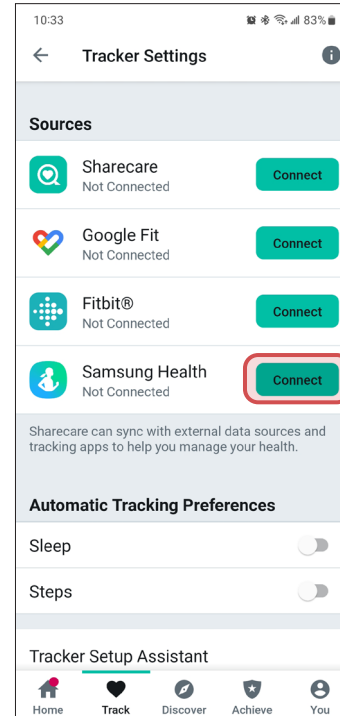 10:33
83%
Tracker Settings
Sources
Sharecare
Not Connected
Connect
Google Fit
Not Connected
Connect
Fitbit®
Not Connected
Connect
Samsung Health
Not Connected
Connect
Sharecare can sync with external data sources and
tracking apps to help you manage your health.
Automatic Tracking Preferences
Sleep
Steps
Tracker Setup Assistant
Home
Track
Discover
Achieve
You